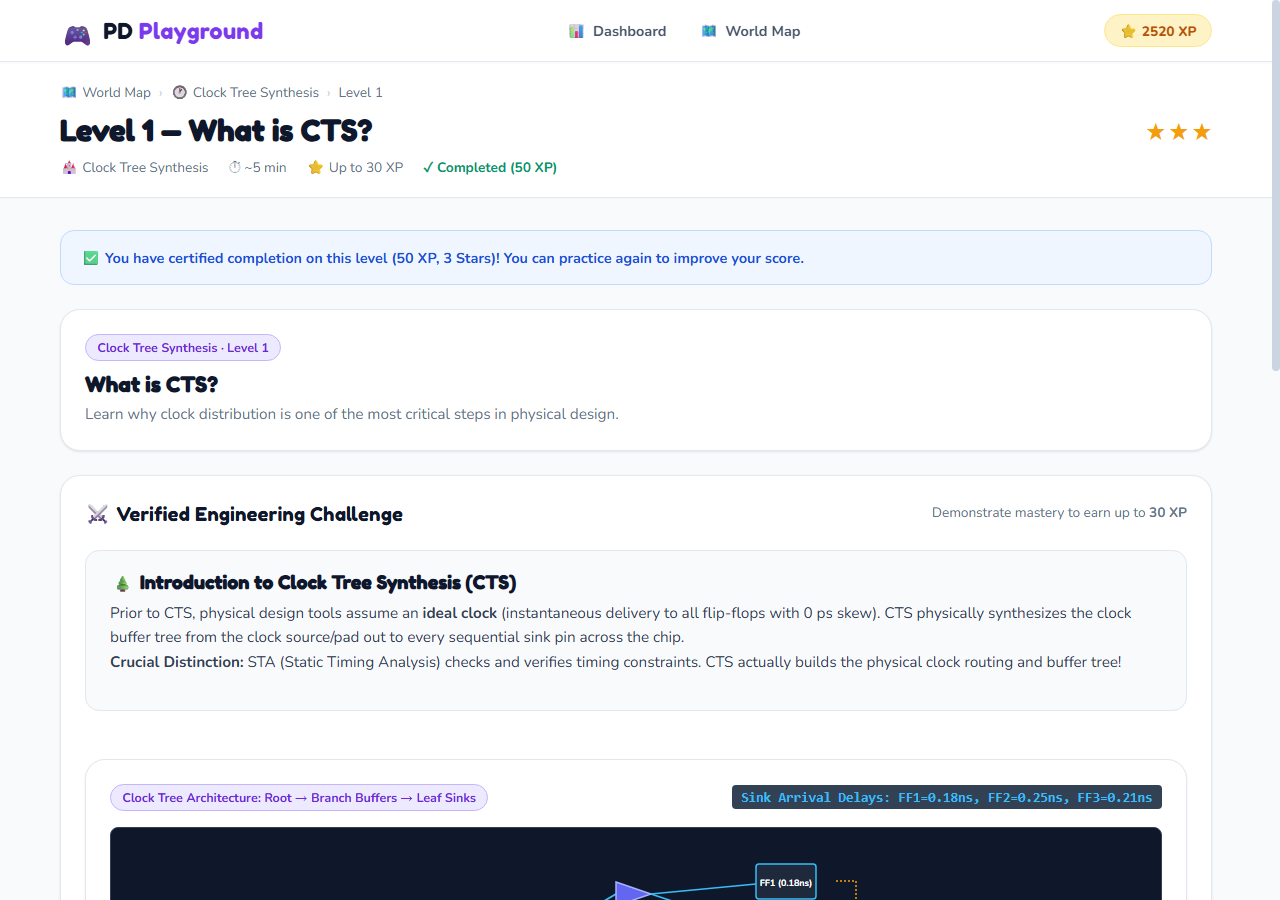 PD Playground
Dashboard
World Map
2520 XP
World Map › Clock Tree Synthesis › Level 1
Level 1 — What is CTS?
Clock Tree Synthesis
~5 min
Up to 30 XP
✓ Completed (50 XP)
You have certified completion on this level (50 XP, 3 Stars)! You can practice again to improve your score.
Clock Tree Synthesis · Level 1
What is CTS?
Learn why clock distribution is one of the most critical steps in physical design.
Verified Engineering Challenge
Demonstrate mastery to earn up to 30 XP
Introduction to Clock Tree Synthesis (CTS)
Prior to CTS, physical design tools assume an ideal clock (instantaneous delivery to all flip-flops with 0 ps skew). CTS physically synthesizes the clock
buffer tree from the clock source/pad out to every sequential sink pin across the chip.
Crucial Distinction: STA (Static Timing Analysis) checks and verifies timing constraints. CTS actually builds the physical clock routing and buffer tree!
Clock Tree Architecture: Root → Branch Buffers → Leaf Sinks
Sink Arrival Delays: FF1=0.18ns, FF2=0.25ns, FF3=0.21ns
FF1 (0.18ns)